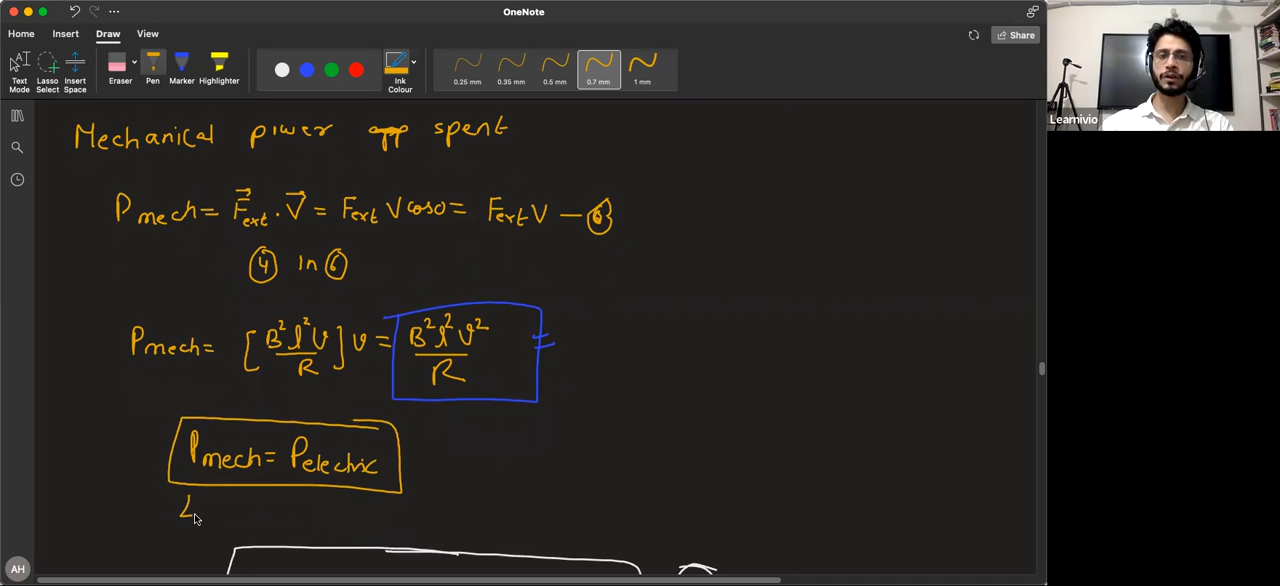 OneNote
Home Insert Draw View
Share
Text Mode
Lasso Select
Insert Space
Eraser
Pen
Marker
Highlighter
Ink Colour
0.25 mm 0.35 mm 0.5 mm 0.7 mm 1 mm
Learnivio
Mechanical power spent
Pmech = F⃗ext . V⃗ = Fext V cos0 = Fext V — ⑥
④ in ⑥
Pmech = [B²l²V/R] v = B²l²v²/R =
Pmech = Pelectric
L
AH